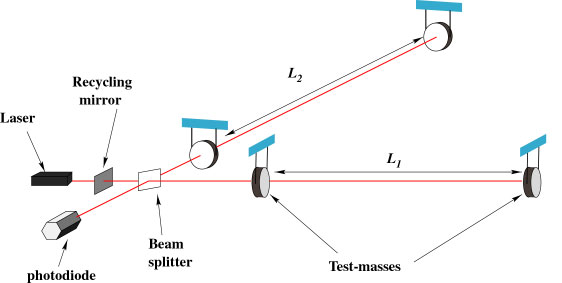 L2
Recycling
mirror
Laser
L1
Beam
splitter
Test-masses
photodiode